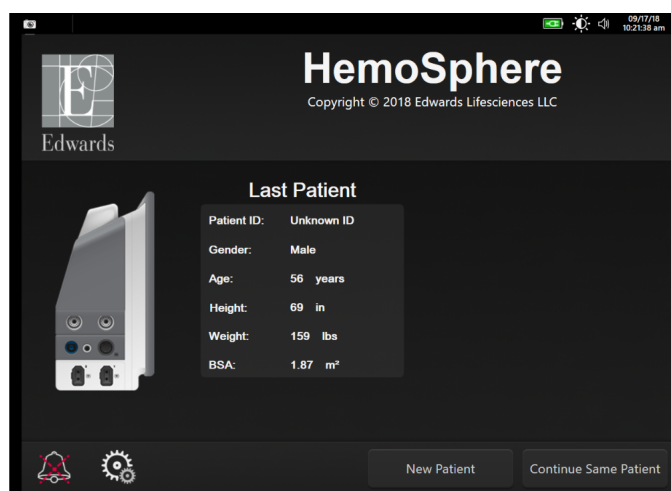 09/17/18
10:21:38 am
HemoSphere
Copyright © 2018 Edwards Lifesciences LLC
Edwards
Last Patient
Patient ID: Unknown ID
Gender: Male
Age: 56 years
Height: 69 in
Weight: 159 lbs
BSA: 1.87 m²
New Patient
Continue Same Patient